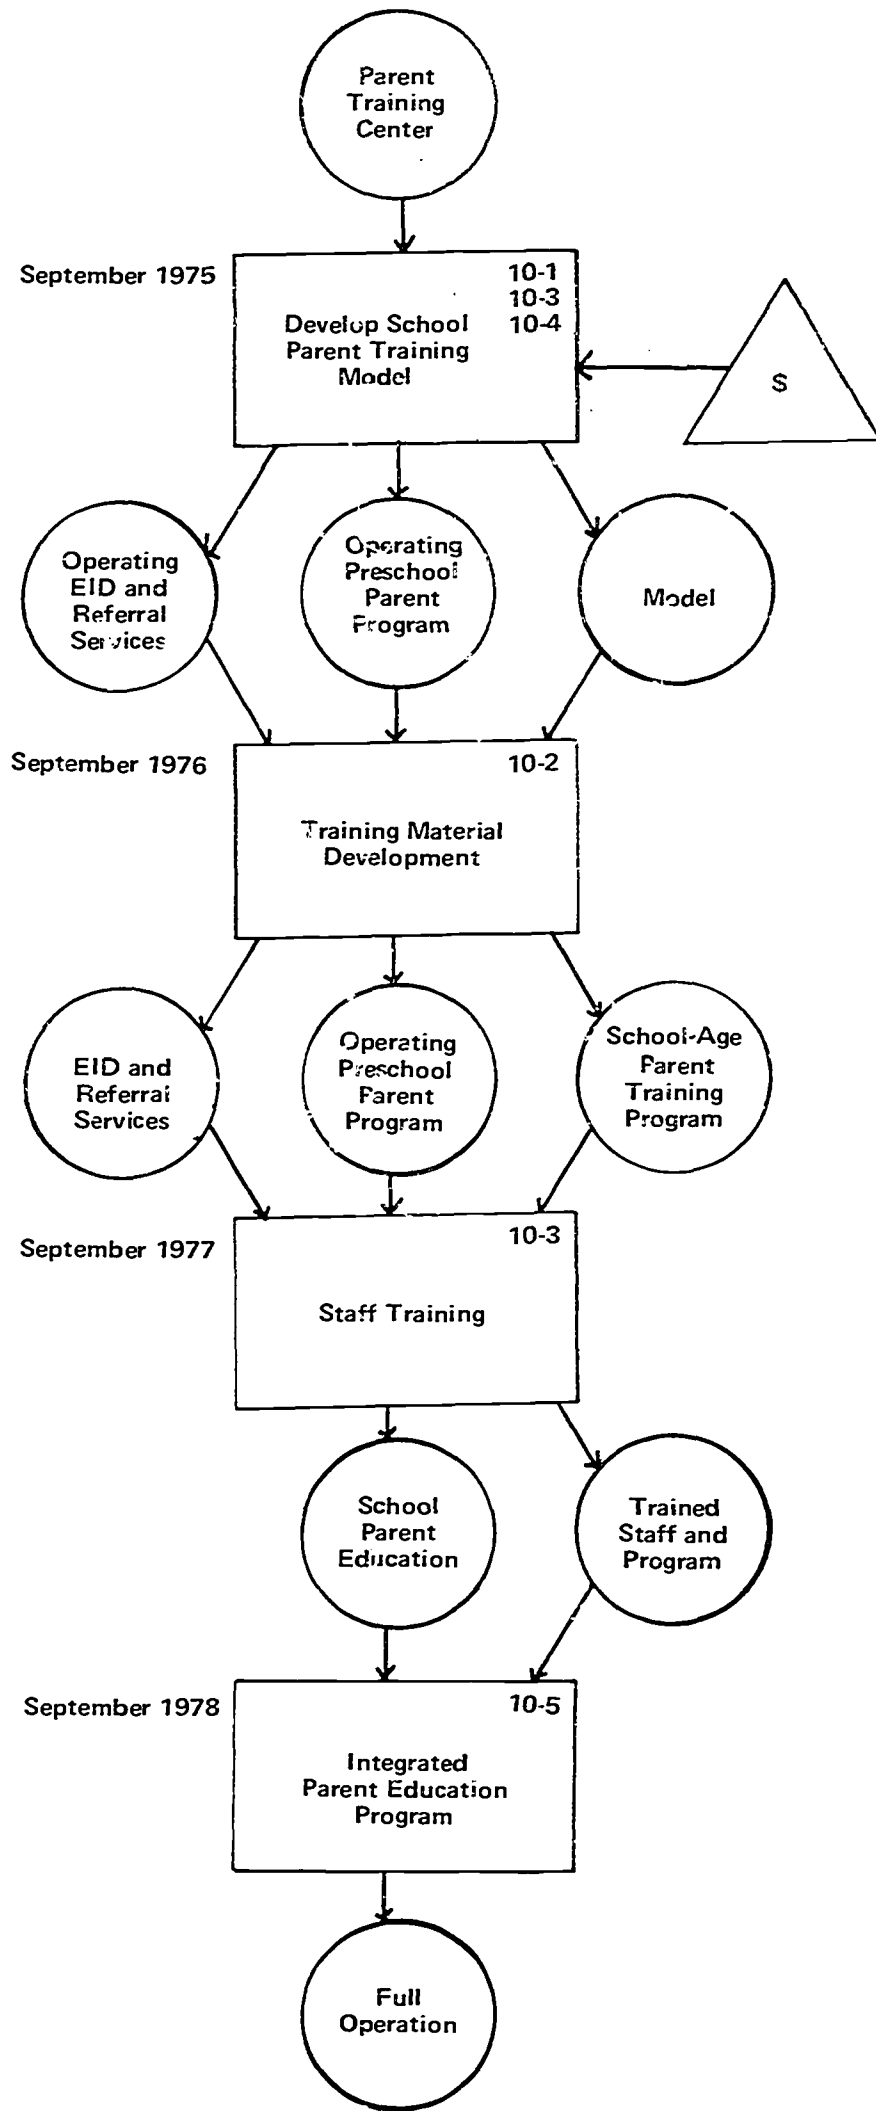 Parent
Training
Center
September 1975
10-1
10-3
10-4
Develop School
Parent Training
Model
$
Operating
EID and
Referral
Services
Operating
Preschool
Parent
Program
Model
September 1976
10-2
Training Material
Development
EID and
Referral
Services
Operating
Preschool
Parent
Program
School-Age
Parent
Training
Program
September 1977
10-3
Staff Training
School
Parent
Education
Trained
Staff and
Program
September 1978
10-5
Integrated
Parent Education
Program
Full
Operation